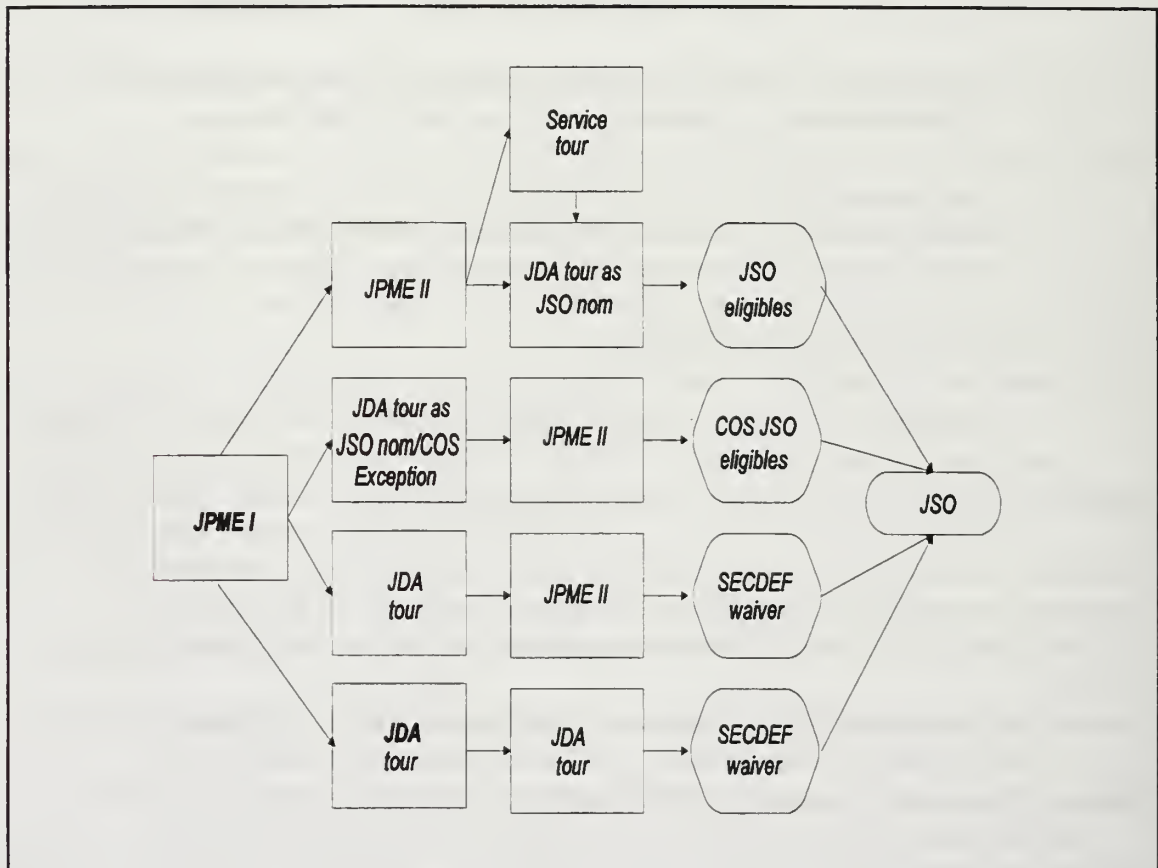 Service
tour
JPME II
JDA tour as
JSO nom
JSO
eligibles
JDA tour as
JSO nom/COS
Exception
JPME II
COS JSO
eligibles
JPME I
JSO
JDA
tour
JPME II
SECDEF
waiver
JDA
tour
JDA
tour
SECDEF
waiver